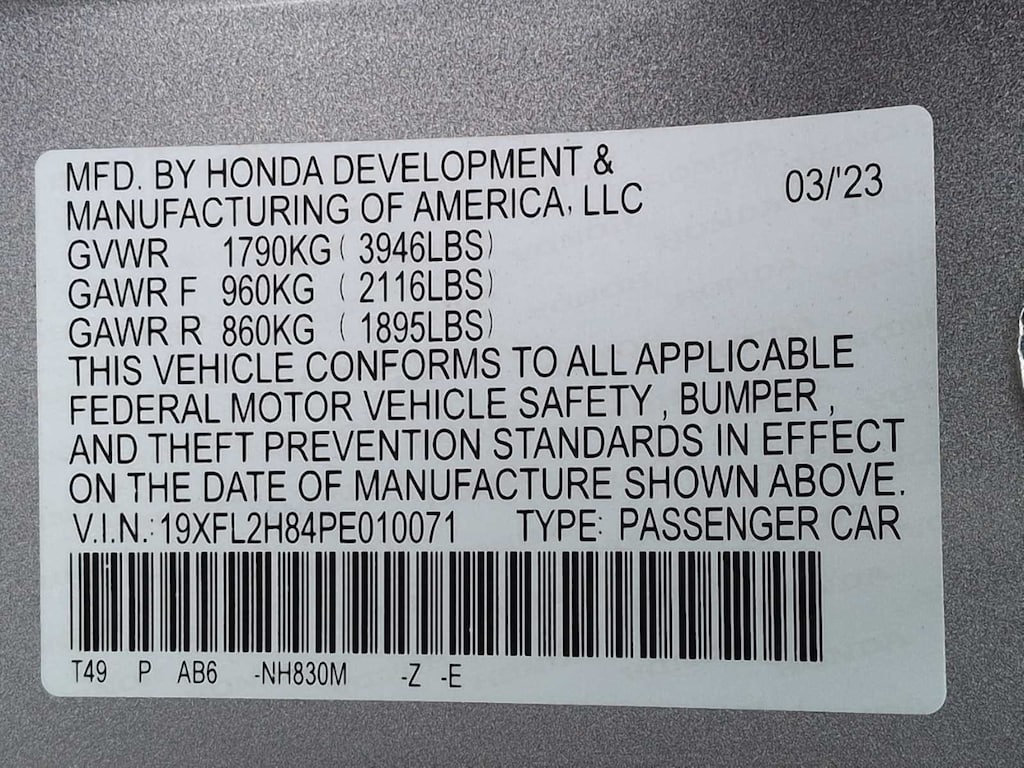 MFD. BY HONDA DEVELOPMENT &
MANUFACTURING OF AMERICA, LLC 03/'23
GVWR 1790KG ( 3946LBS)
GAWR F 960KG ( 2116LBS)
GAWR R 860KG ( 1895LBS)
THIS VEHICLE CONFORMS TO ALL APPLICABLE
FEDERAL MOTOR VEHICLE SAFETY , BUMPER ,
AND THEFT PREVENTION STANDARDS IN EFFECT
ON THE DATE OF MANUFACTURE SHOWN ABOVE.
V.I.N.: 19XFL2H84PE010071 TYPE: PASSENGER CAR
T49 P AB6 -NH830M -Z -E